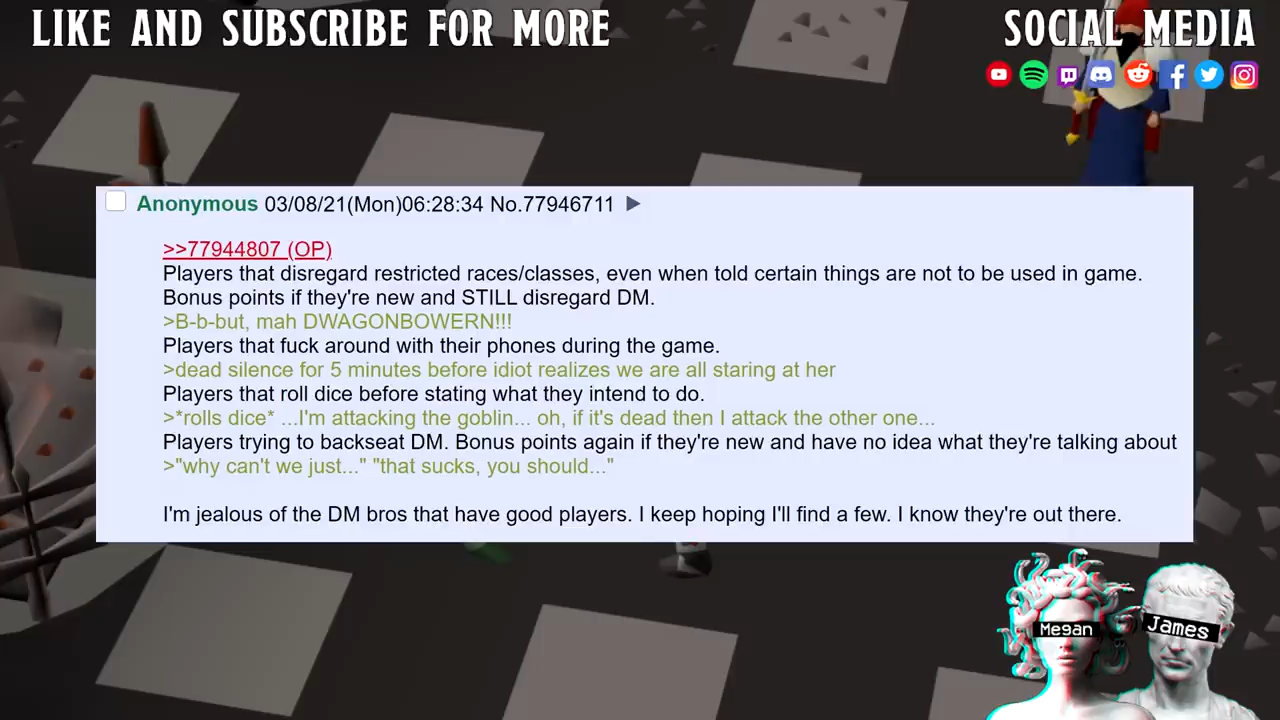 LIKE AND SUBSCRIBE FOR MORE
SOCIAL MEDIA
Anonymous 03/08/21(Mon)06:28:34 No.77946711
>>77944807 (OP)
Players that disregard restricted races/classes, even when told certain things are not to be used in game.
Bonus points if they're new and STILL disregard DM.
>B-b-but, mah DWAGONBOWERN!!!
Players that fuck around with their phones during the game.
>dead silence for 5 minutes before idiot realizes we are all staring at her
Players that roll dice before stating what they intend to do.
>*rolls dice* ...I'm attacking the goblin... oh, if it's dead then I attack the other one...
Players trying to backseat DM. Bonus points again if they're new and have no idea what they're talking about
>"why can't we just..." "that sucks, you should..."
I'm jealous of the DM bros that have good players. I keep hoping I'll find a few. I know they're out there.
Megan
James